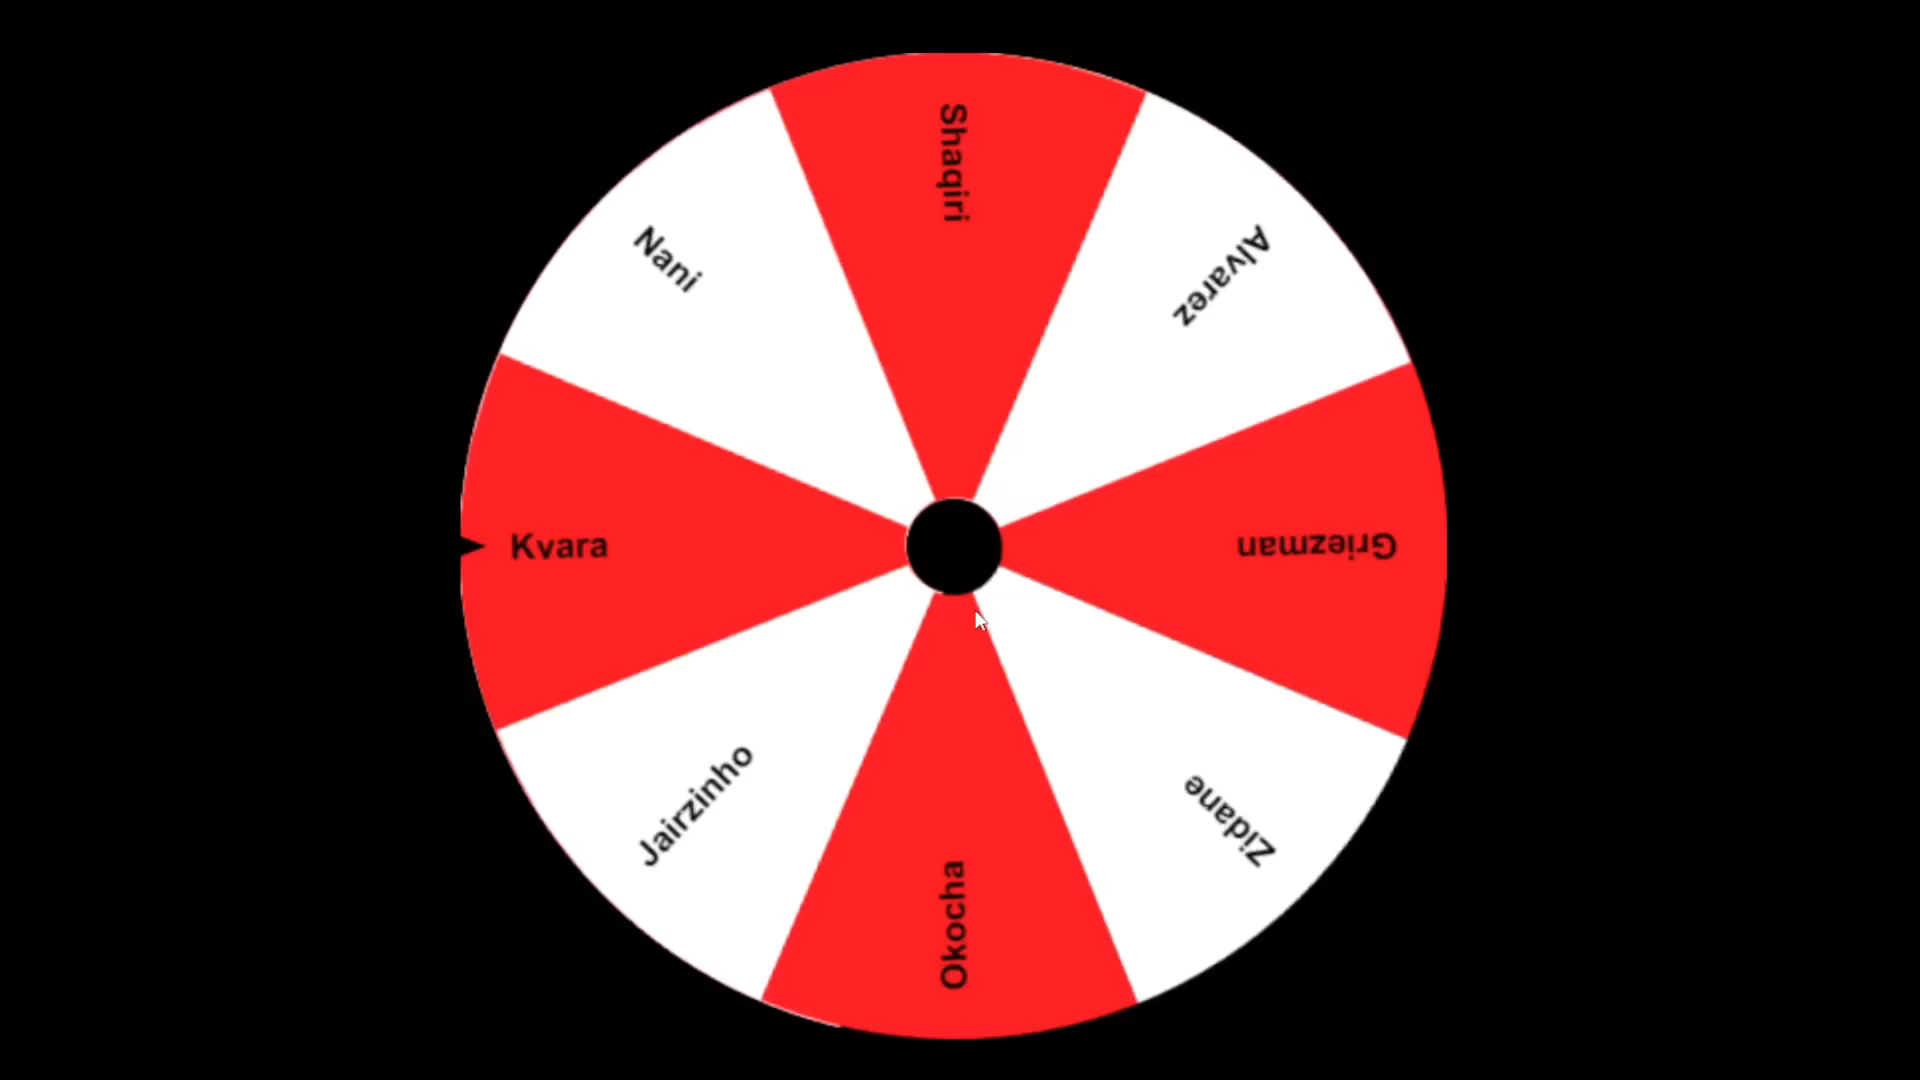 Shaqiri
Alvarez
Griezman
Zidane
Okocha
Jairzinho
Kvara
Nani